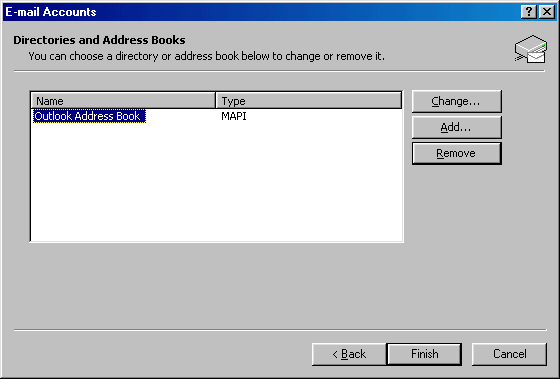 E-mail Accounts
Directories and Address Books
You can choose a directory or address book below to change or remove it.
Name Type
Outlook Address Book MAPI
Change...
Add...
Remove
< Back Finish Cancel